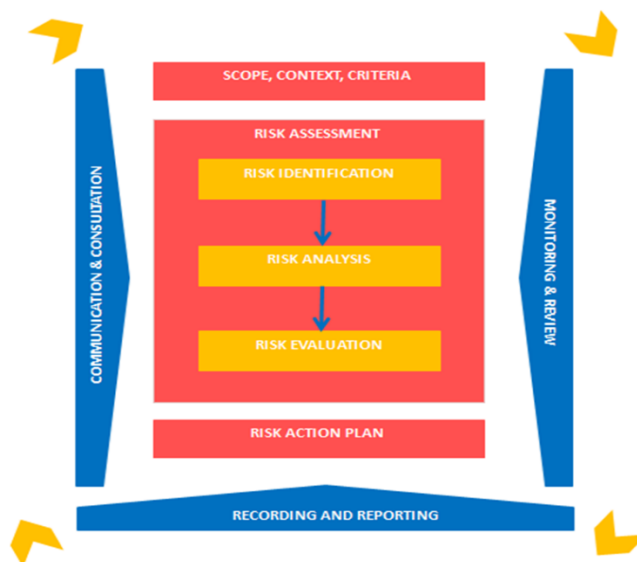 SCOPE, CONTEXT, CRITERIA
RISK ASSESSMENT
RISK IDENTIFICATION
RISK ANALYSIS
RISK EVALUATION
RISK ACTION PLAN
COMMUNICATION & CONSULTATION
MONITORING & REVIEW
RECORDING AND REPORTING